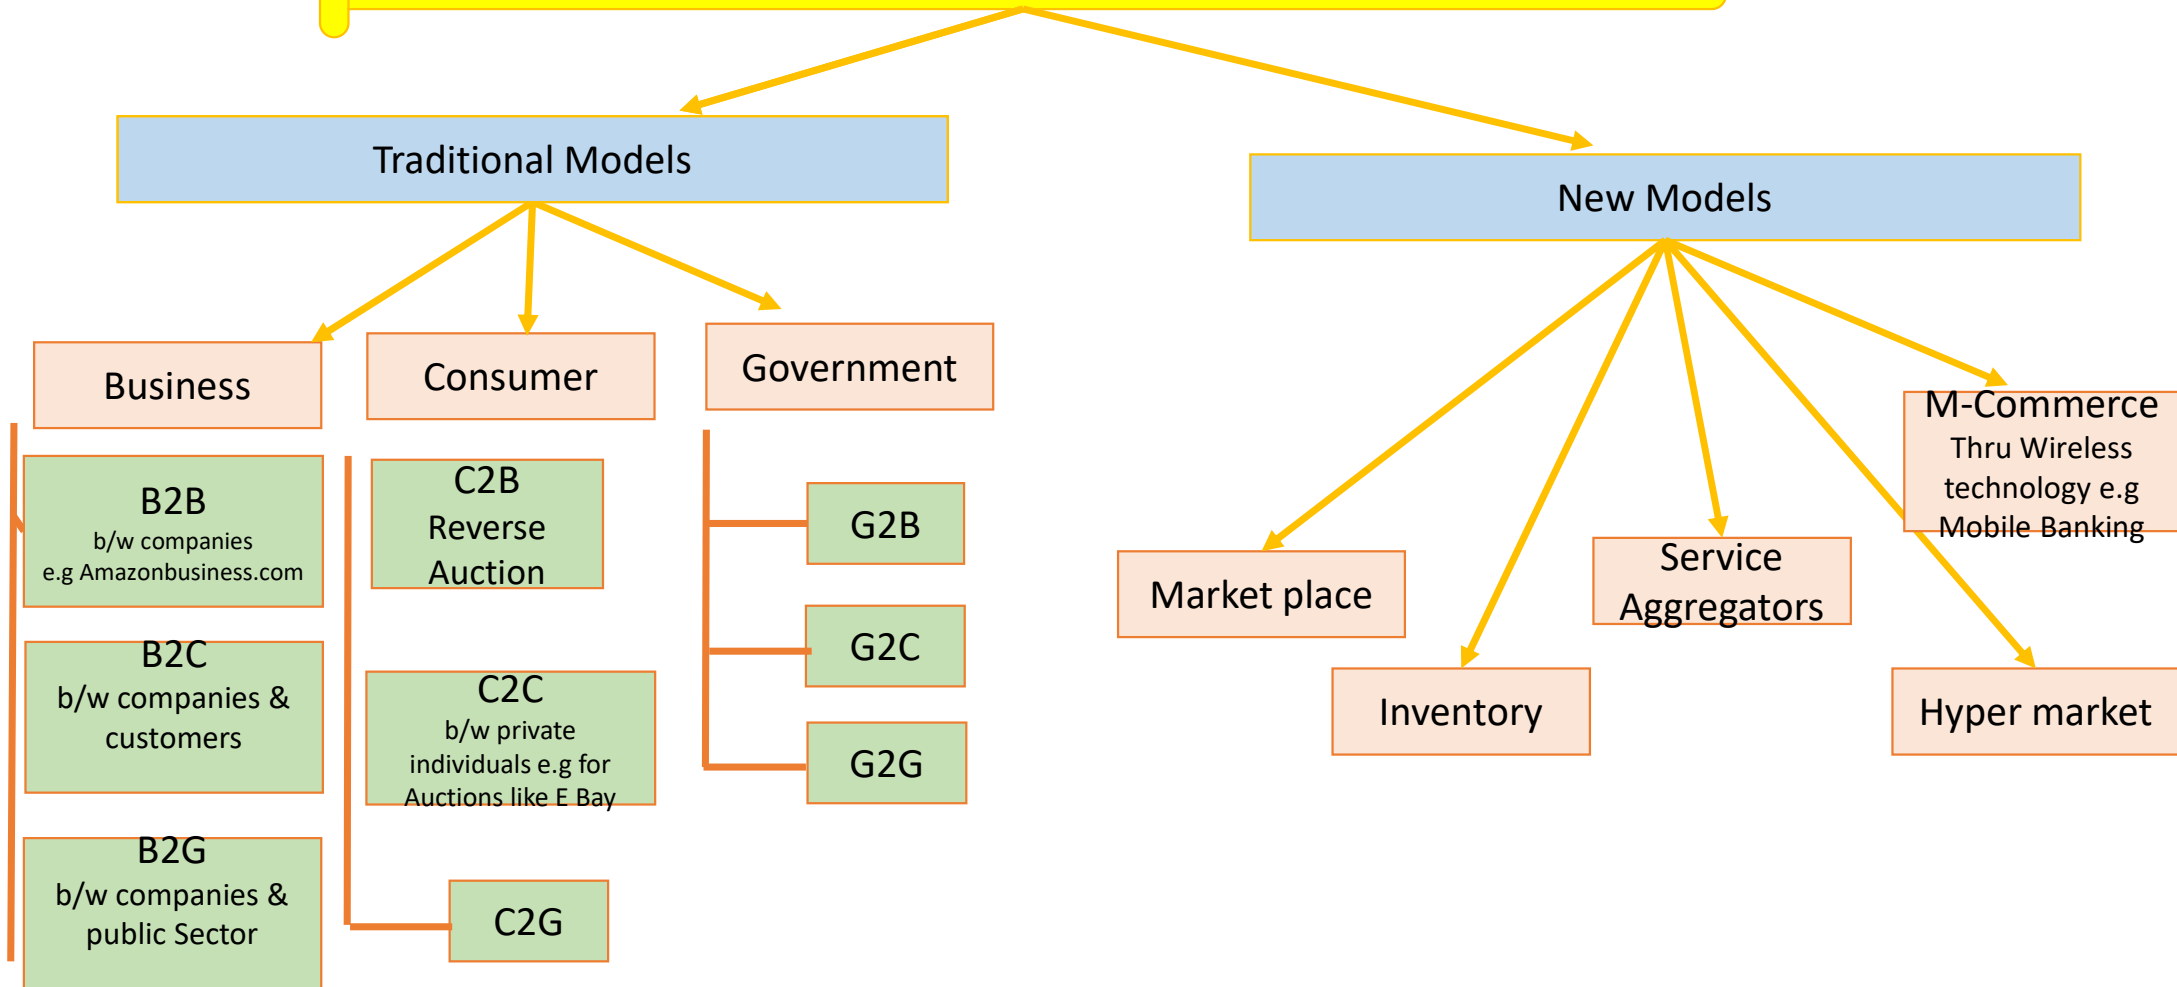 Traditional Models
New Models
Business
Consumer
Government
B2B
b/w companies
e.g Amazonbusiness.com
B2C
b/w companies &
customers
B2G
b/w companies &
public Sector
C2B
Reverse
Auction
C2C
b/w private
individuals e.g for
Auctions like E Bay
C2G
G2B
G2C
G2G
Market place
Inventory
Service
Aggregators
M-Commerce
Thru Wireless
technology e.g
Mobile Banking
Hyper market